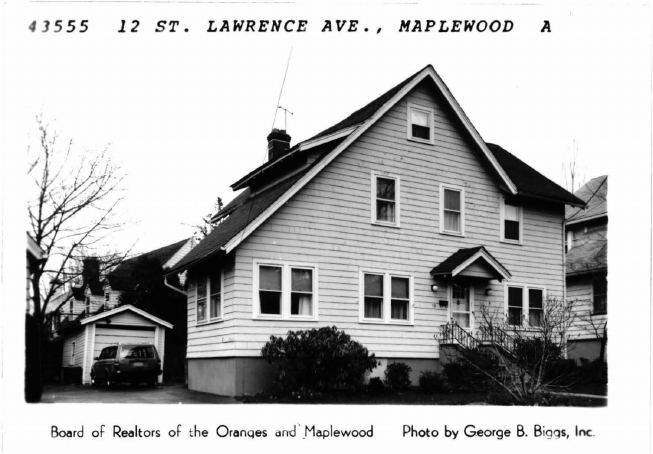 43555 12 ST. LAWRENCE AVE., MAPLEWOOD A
Board of Realtors of the Oranges and Maplewood Photo by George B. Biggs, Inc.